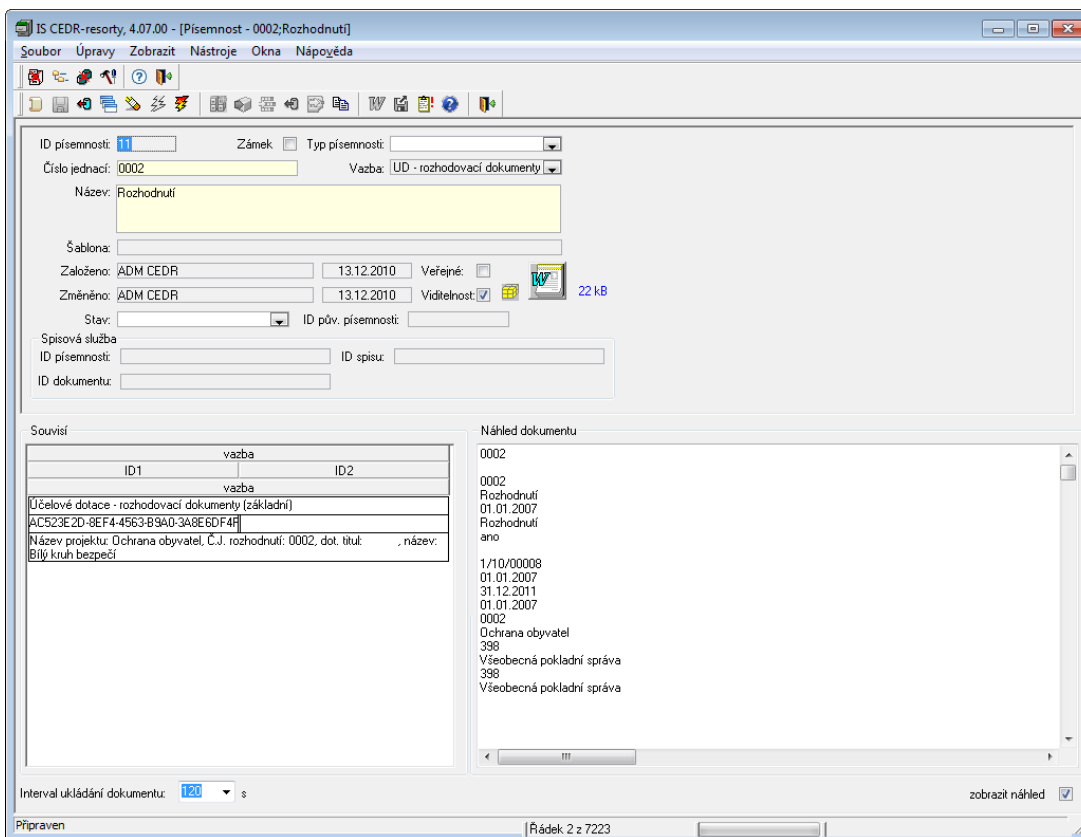 IS CEDR-resorty, 4.07.00 - [Písemnost - 0002;Rozhodnutí]
Soubor Úpravy Zobrazit Nástroje Okna Nápověda
ID písemnosti: 11 Zámek Typ písemnosti:
Číslo jednací: 0002 Vazba: UD - rozhodovací dokumenty
Název: Rozhodnutí
Šablona:
Založeno: ADM CEDR 13.12.2010 Veřejné:
Změněno: ADM CEDR 13.12.2010 Viditelnost: 22 kB
Stav: ID pův. písemnosti:
Spisová služba
ID písemnosti: ID spisu:
ID dokumentu:
Souvisí
vazba
ID1 ID2
vazba
Účelové dotace - rozhodovací dokumenty (základní)
AC523E2D-8EF4-4563-B9A0-3A8E6DF4F
Název projektu: Ochrana obyvatel, Č.J. rozhodnutí: 0002, dot. titul: , název:
Bílý kruh bezpečí
Náhled dokumentu
0002
0002
Rozhodnutí
01.01.2007
Rozhodnutí
ano
1/10/00008
01.01.2007
31.12.2011
01.01.2007
0002
Ochrana obyvatel
398
Všeobecná pokladní správa
398
Všeobecná pokladní správa
Interval ukládání dokumentu: 120 s
zobrazit náhled
Připraven
Řádek 2 z 7223